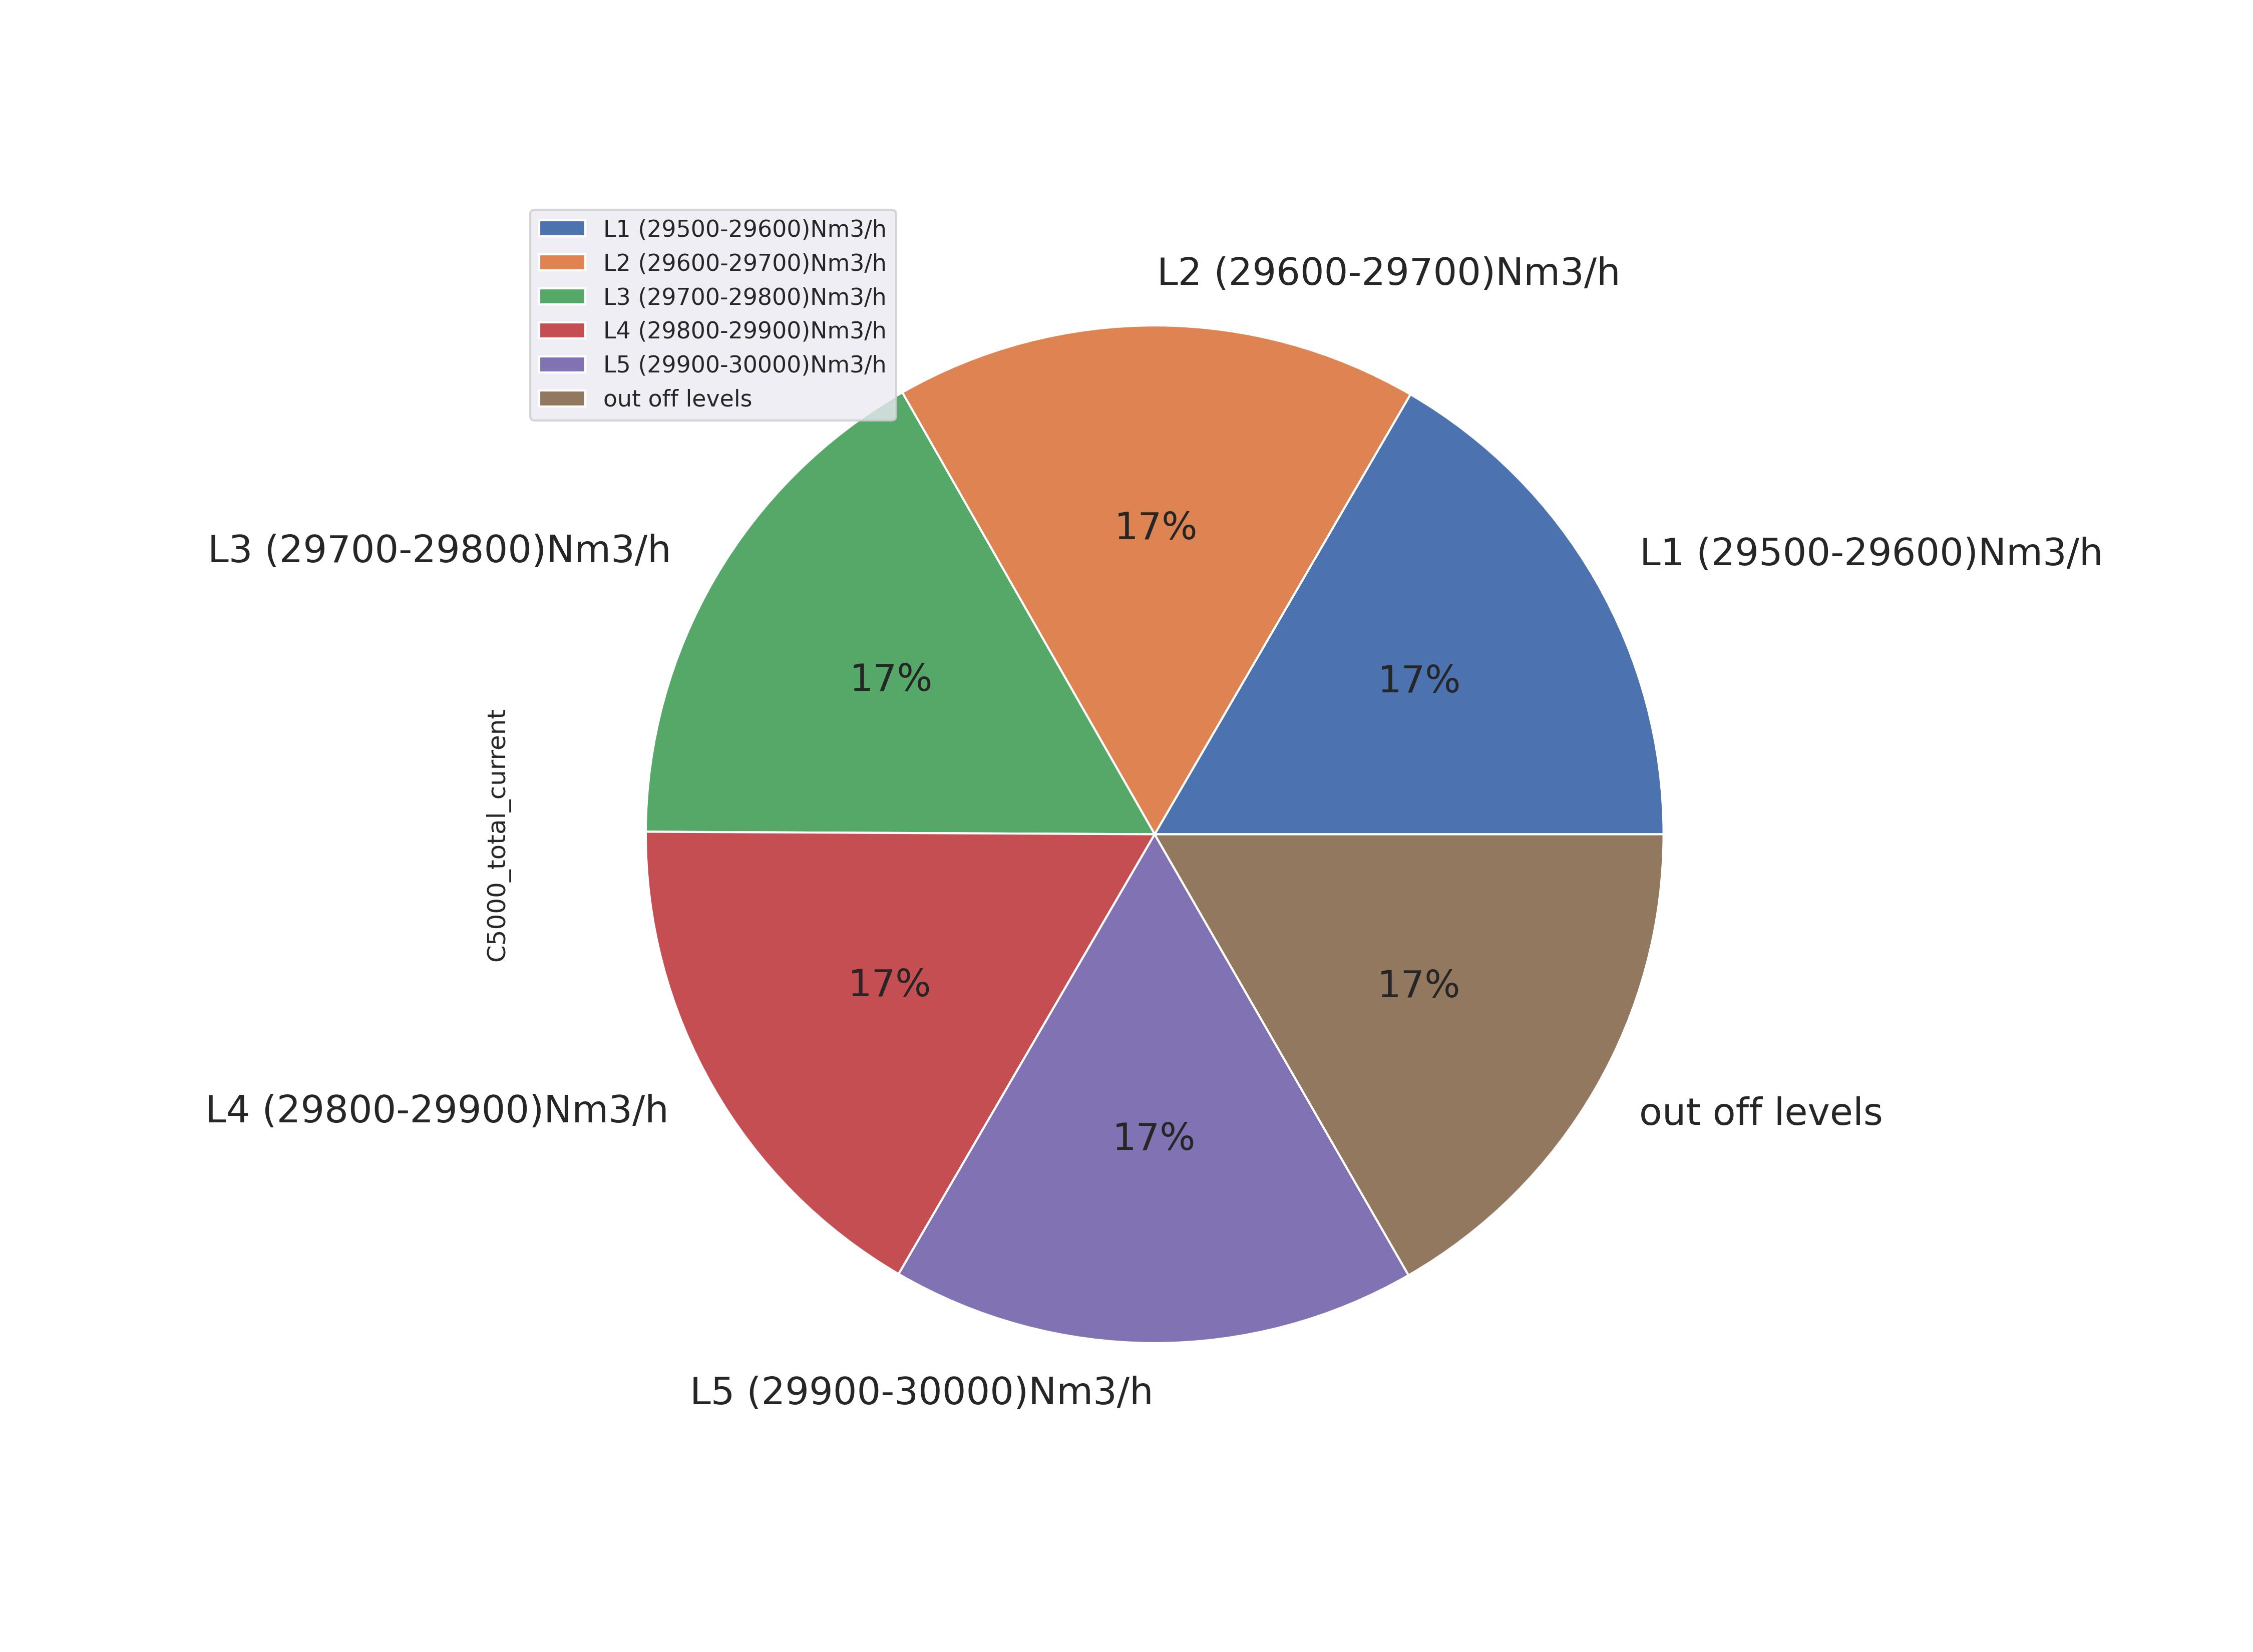 L1 (29500-29600)Nm3/h
L2 (29600-29700)Nm3/h
L3 (29700-29800)Nm3/h
L4 (29800-29900)Nm3/h
L5 (29900-30000)Nm3/h
out off levels
L2 (29600-29700)Nm3/h
17%
L3 (29700-29800)Nm3/h
L1 (29500-29600)Nm3/h
17%
17%
C5000_total_current
17%
17%
L4 (29800-29900)Nm3/h
out off levels
17%
L5 (29900-30000)Nm3/h